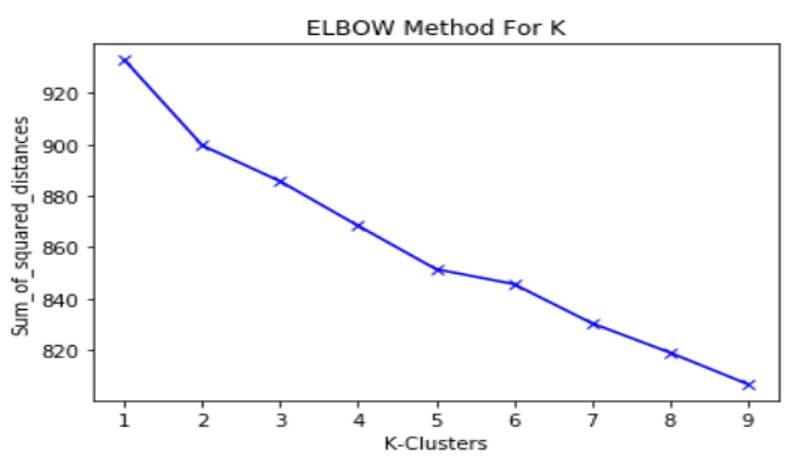 ELBOW Method For K
Sum_of_squared_distances
920
900
880
860
840
820
1 2 3 4 5 6 7 8 9
K-Clusters